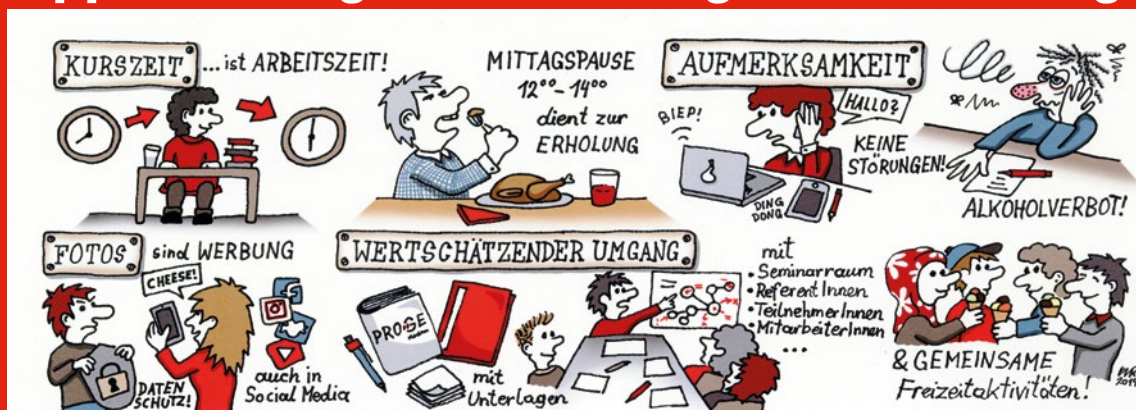 KURSZEIT ...ist ARBEITSZEIT!
MITTAGSPAUSE
12⁰⁰-14⁰⁰
dient zur
ERHOLUNG
AUFMERKSAMKEIT
BIEP!
HALLO?
KEINE
STÖRUNGEN!
DING
DONG
ALKOHOLVERBOT!
FOTOS sind WERBUNG
CHEESE!
DATEN
SCHUTZ!
auch in
Social Media
WERTSCHÄTZENDER UMGANG
PRO-GE
mit
Unterlagen
mit
• Seminarraum
• ReferentInnen
• TeilnehmerInnen
• MitarbeiterInnen
...
& GEMEINSAME
Freizeitaktivitäten!